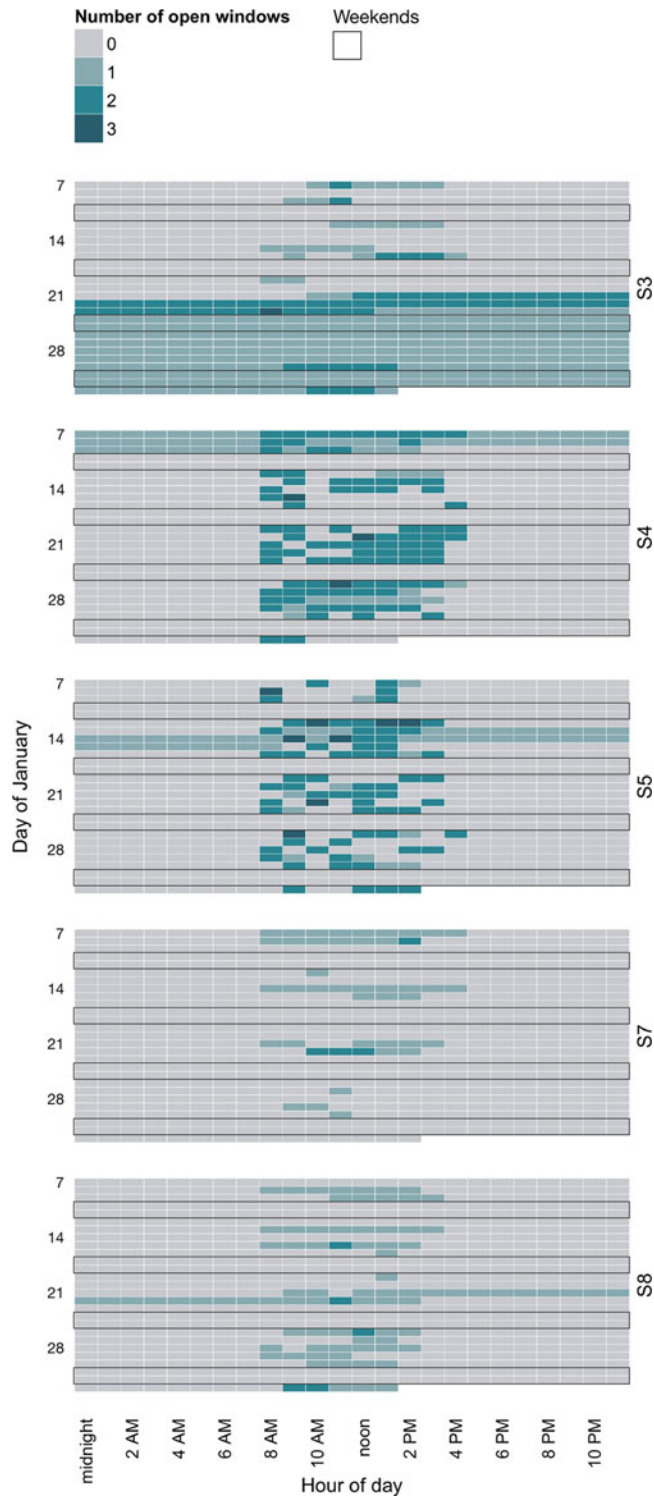 Number of open windows
0
1
2
3
Weekends
7
14
21
28
S3
7
14
21
28
S4
7
14
21
28
S5
7
14
21
28
S7
7
14
21
28
S8
Day of January
midnight
2 AM
4 AM
6 AM
8 AM
10 AM
noon
2 PM
4 PM
6 PM
8 PM
10 PM
Hour of day